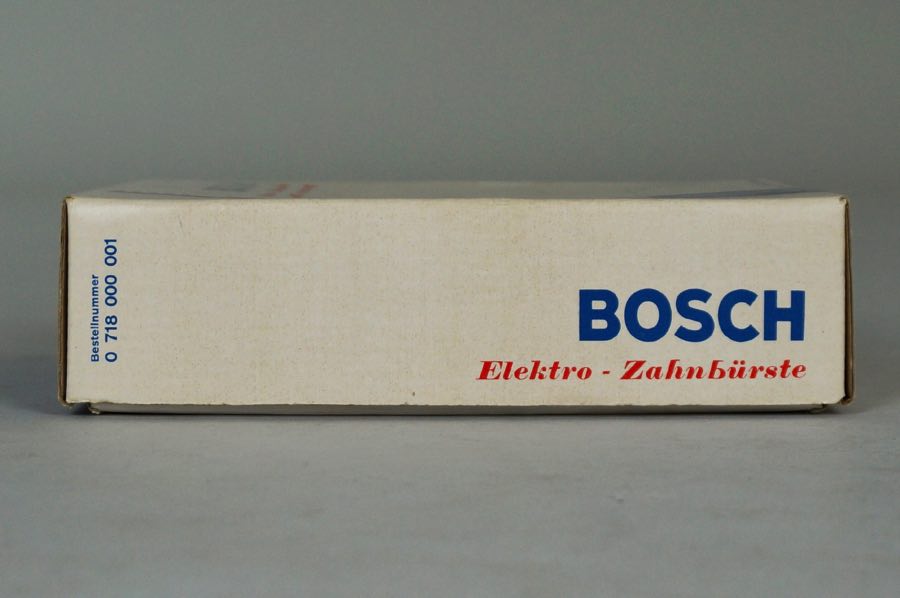 Bestellnummer
0 718 000 001
BOSCH
Elektro - Zahnbürste